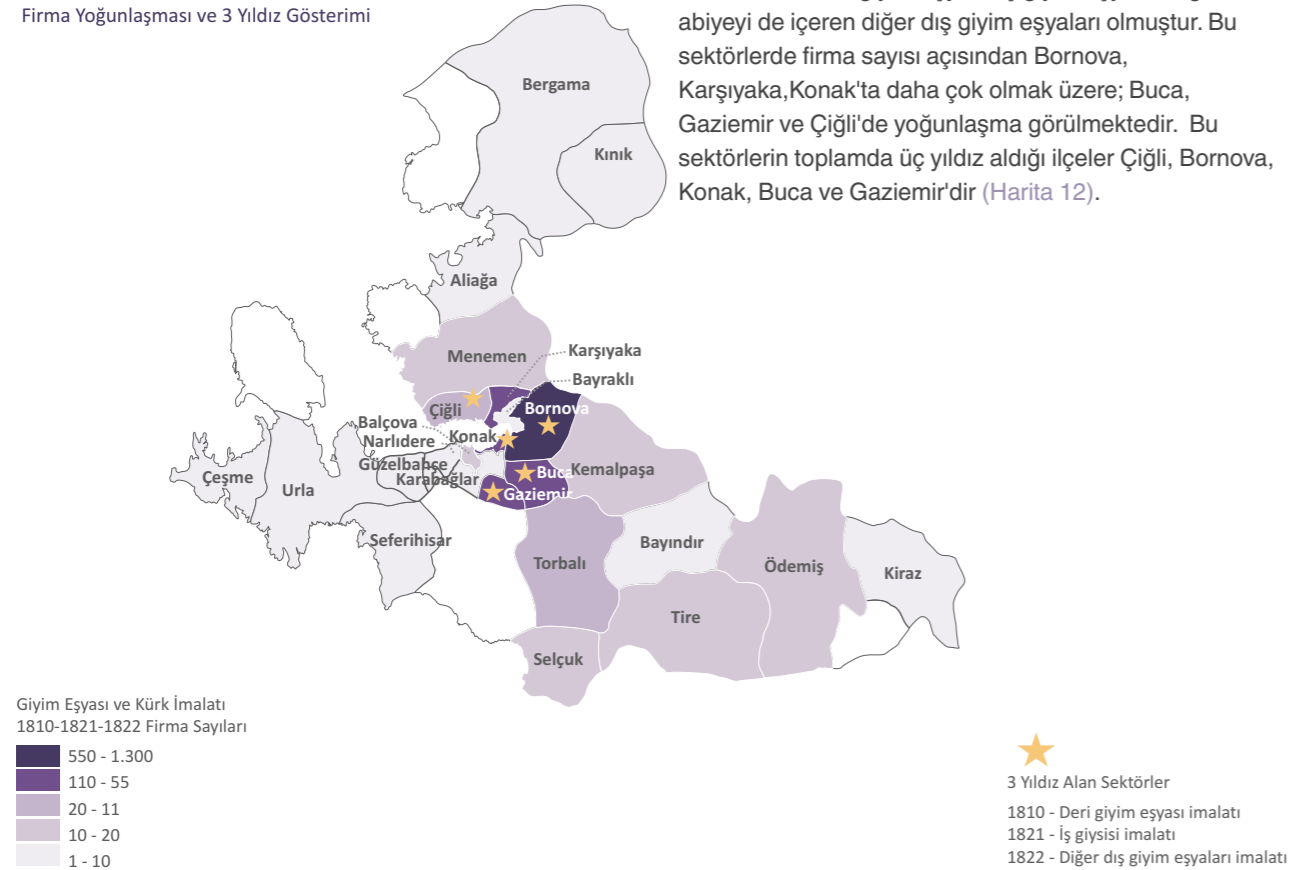 Firma Yoğunlaşması ve 3 Yıldız Gösterimi
abiyeyi de içeren diğer dış giyim eşyaları olmuştur. Bu
sektörlerde firma sayısı açısından Bornova,
Karşıyaka,Konak'ta daha çok olmak üzere; Buca,
Gaziemir ve Çiğli'de yoğunlaşma görülmektedir. Bu
sektörlerin toplamda üç yıldız aldığı ilçeler Çiğli, Bornova,
Konak, Buca ve Gaziemir'dir (Harita 12).
Bergama
Kınık
Aliağa
Menemen
Karşıyaka
Bayraklı
Çiğli
Bornova
Balçova
Narlıdere
Konak
Güzelbahçe
Karabağlar
Buca
Kemalpaşa
Gaziemir
Çeşme
Urla
Seferihisar
Torbalı
Bayındır
Ödemiş
Kiraz
Tire
Selçuk
Giyim Eşyası ve Kürk İmalatı
1810-1821-1822 Firma Sayıları
550 - 1.300
110 - 55
20 - 11
10 - 20
1 - 10
3 Yıldız Alan Sektörler
1810 - Deri giyim eşyası imalatı
1821 - İş giysisi imalatı
1822 - Diğer dış giyim eşyaları imalatı